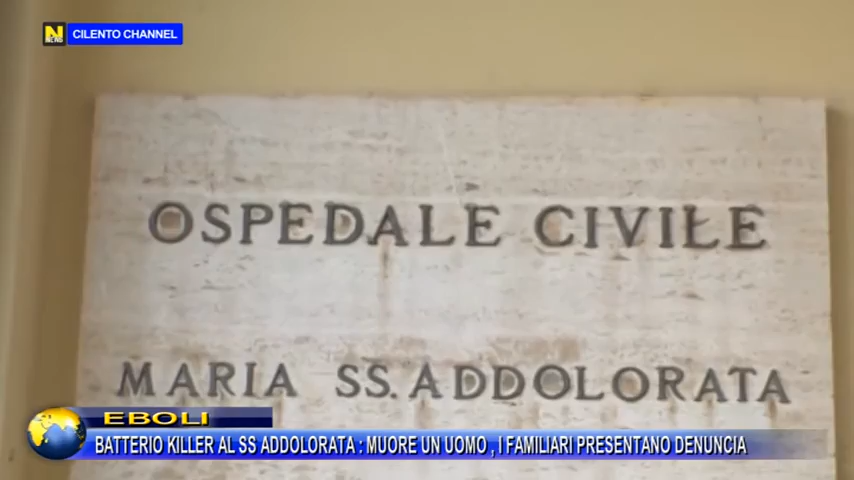 N
CILENTO CHANNEL
OSPEDALE CIVILE
MARIA SS. ADDOLORATA
EBOLI
BATTERIO KILLER AL SS ADDOLORATA : MUORE UN UOMO , I FAMILIARI PRESENTANO DENUNCIA